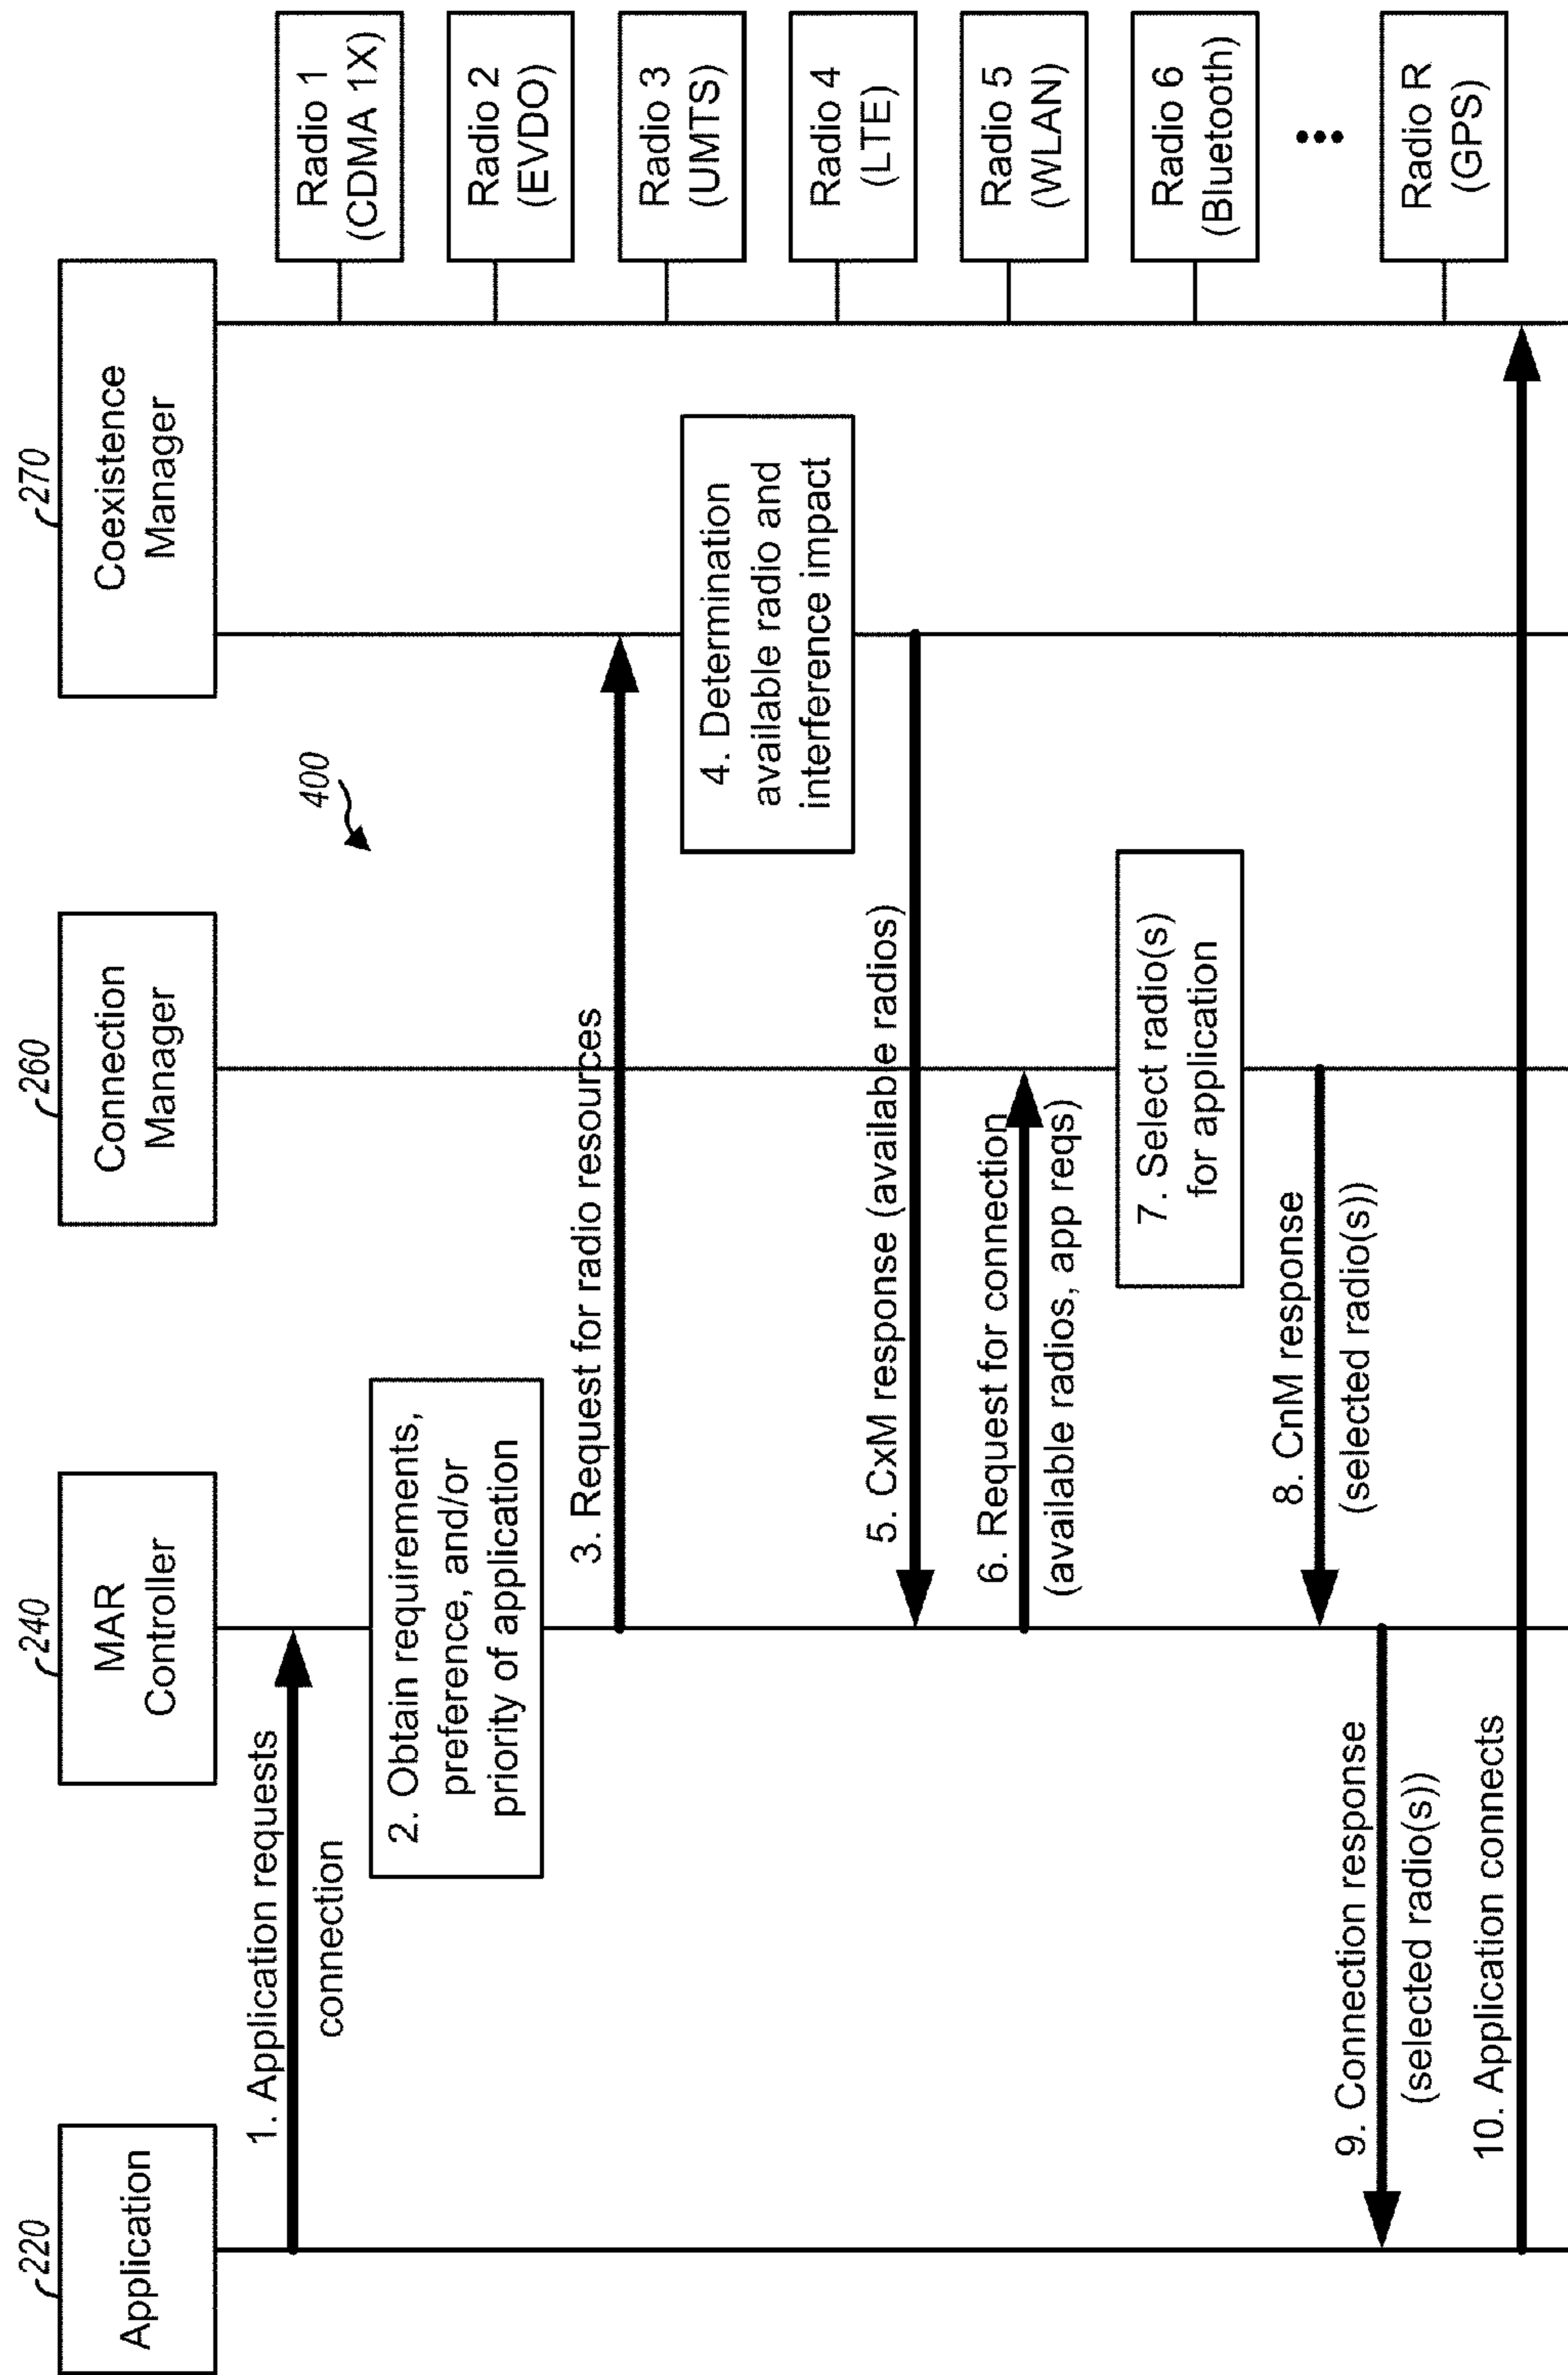 220
Application
240
MAR
Controller
260
Connection
Manager
270
Coexistence
Manager
400
1. Application requests
connection
2. Obtain requirements,
preference, and/or
priority of application
3. Request for radio resources
4. Determination
available radio and
interference impact
5. CxM response (available radios)
6. Request for connection
(available radios, app reqs)
7. Select radio(s)
for application
8. CnM response
(selected radio(s))
9. Connection response
(selected radio(s))
10. Application connects
Radio 1
(CDMA 1X)
Radio 2
(EVDO)
Radio 3
(UMTS)
Radio 4
(LTE)
Radio 5
(WLAN)
Radio 6
(Bluetooth)
Radio R
(GPS)